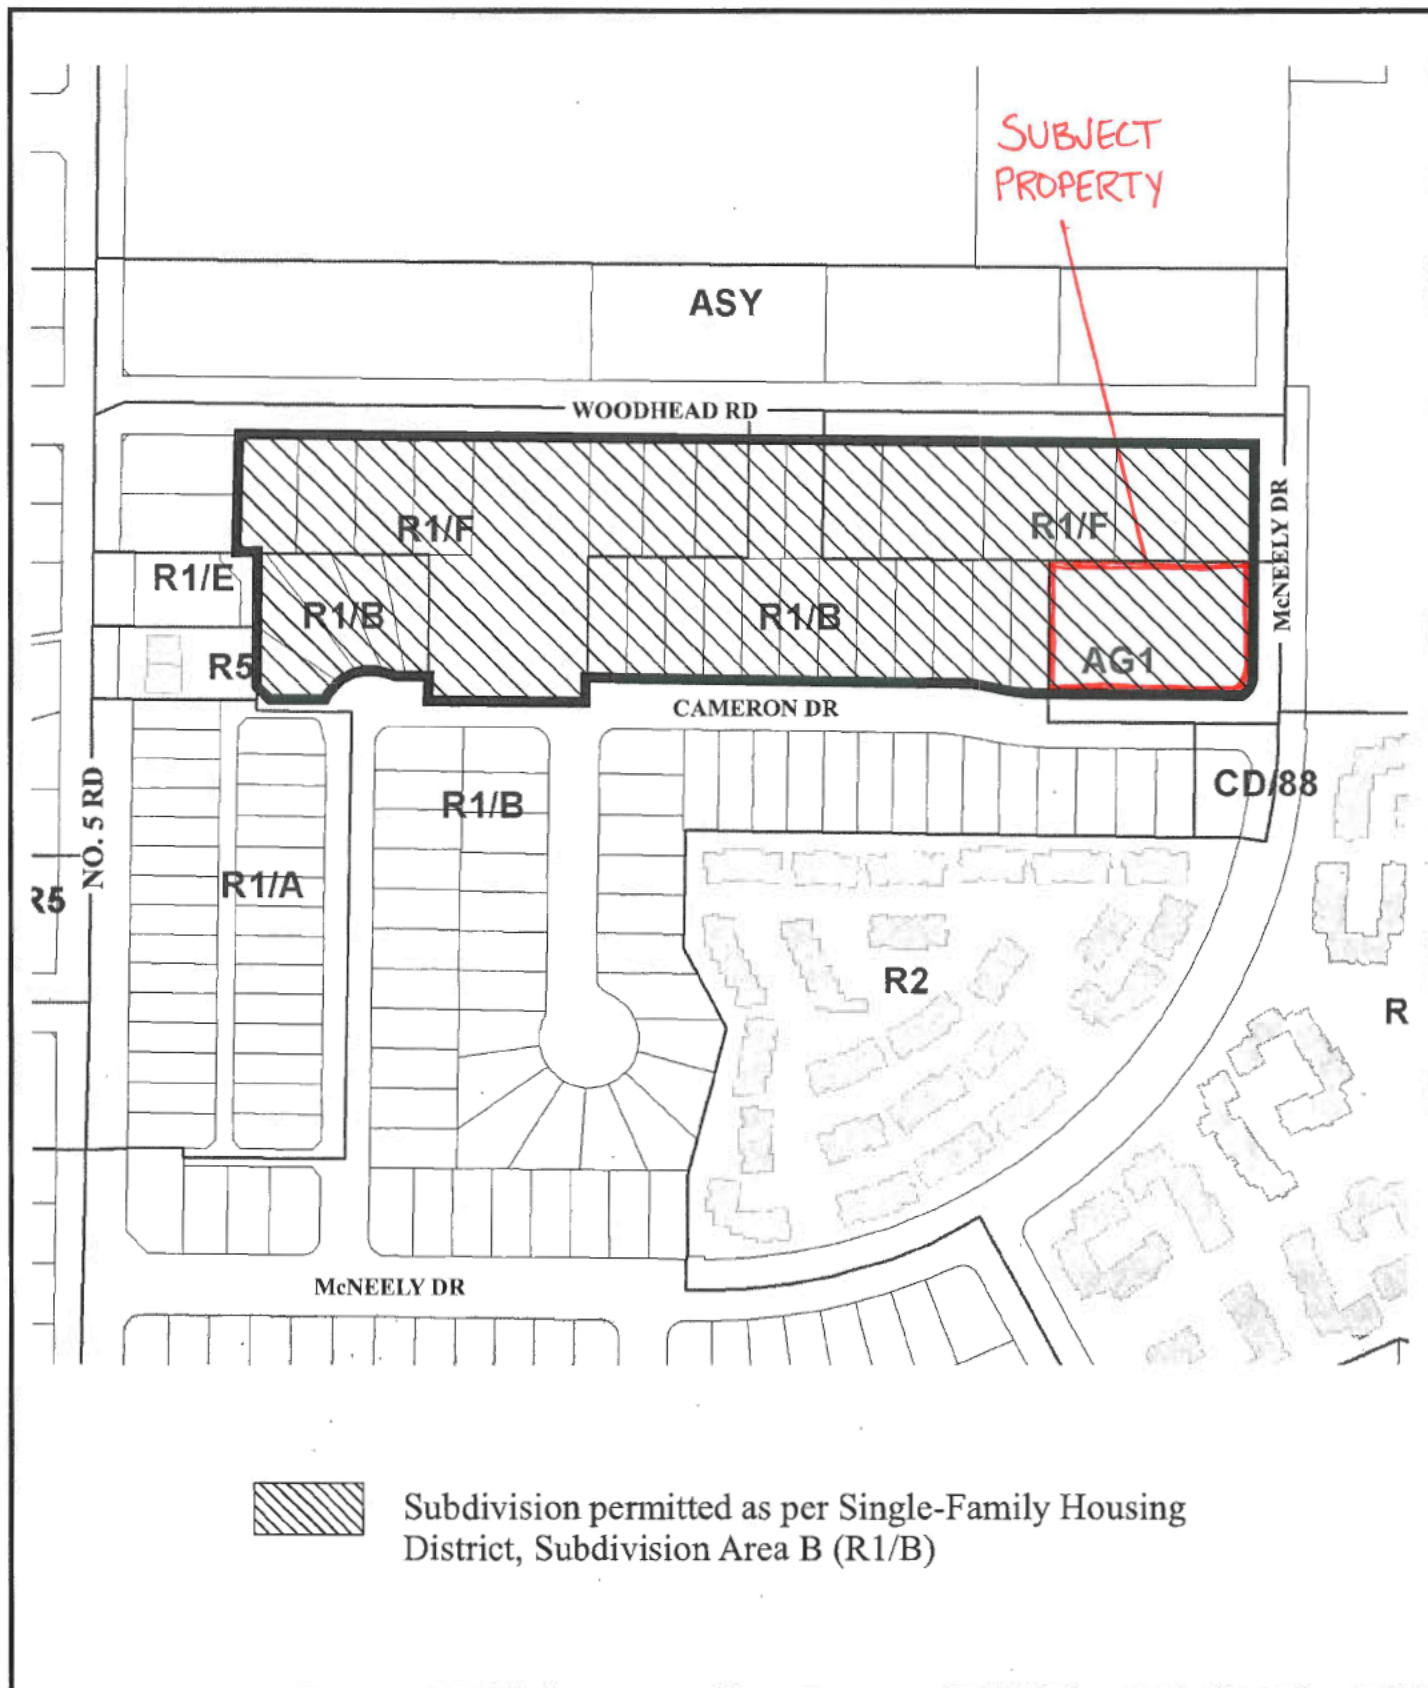 SUBJECT
PROPERTY
ASY
WOODHEAD RD
R1/F
R1/F
McNEELY DR
R1/E
R1/B
R1/B
R5
AG1
CAMERON DR
CD/88
R1/B
NO. 5 RD
R1/A
R5
R2
R
McNEELY DR
Subdivision permitted as per Single-Family Housing
District, Subdivision Area B (R1/B)